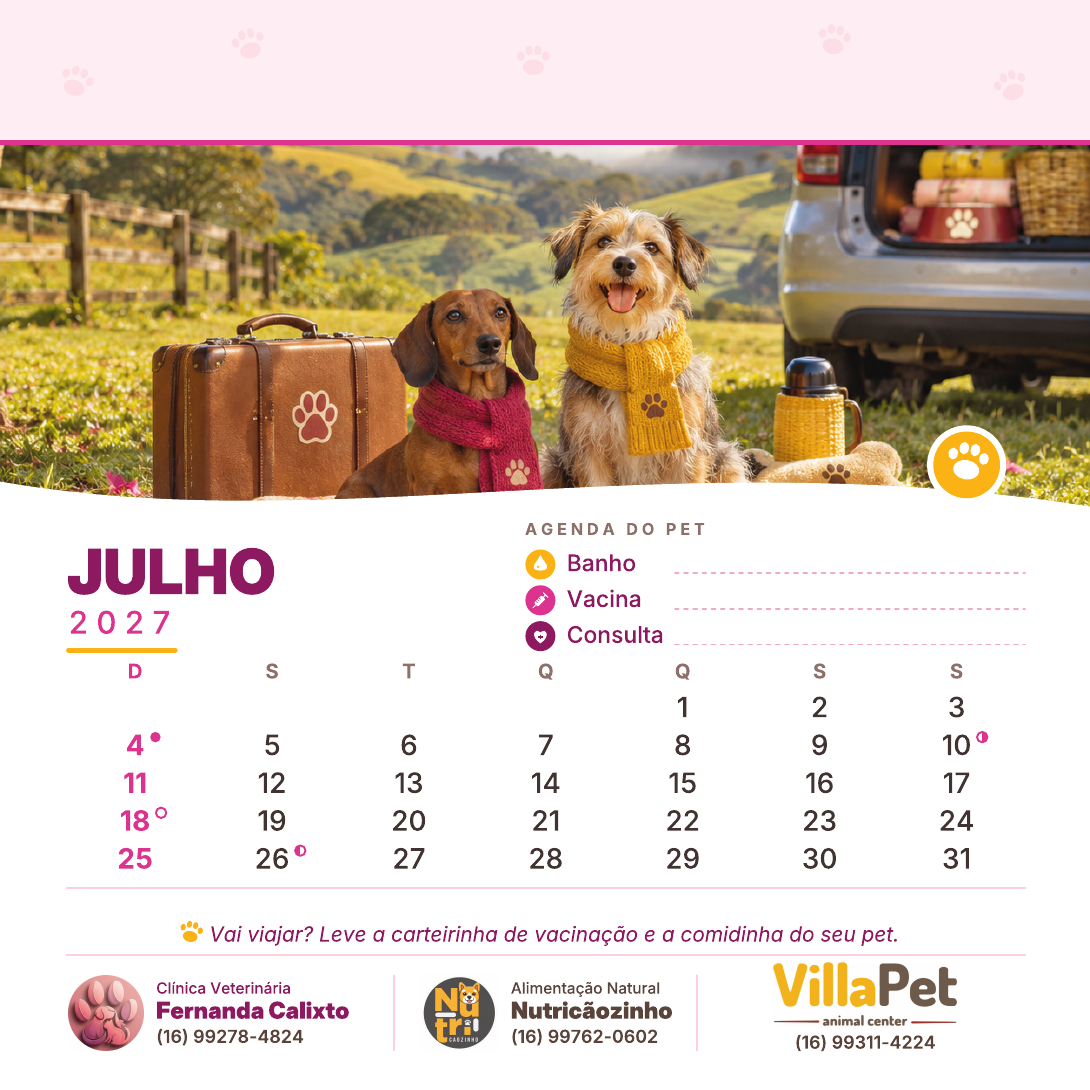 JULHO
2027
AGENDA DO PET
Banho
Vacina
Consulta
D S T Q Q S S
1 2 3
4 5 6 7 8 9 10
11 12 13 14 15 16 17
18 19 20 21 22 23 24
25 26 27 28 29 30 31
Vai viajar? Leve a carteirinha de vacinação e a comidinha do seu pet.
Clínica Veterinária
Fernanda Calixto
(16) 99278-4824
Nu
tri
CÃOZINHO
Alimentação Natural
Nutricãozinho
(16) 99762-0602
VillaPet
animal center
(16) 99311-4224